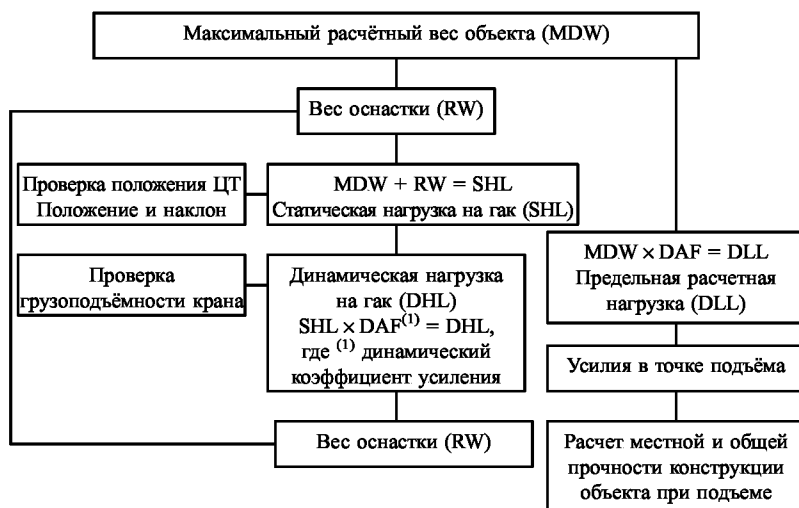 Максимальный расчётный вес объекта (MDW)
Вес оснастки (RW)
Проверка положения ЦТ
Положение и наклон
MDW + RW = SHL
Статическая нагрузка на гак (SHL)
Проверка
грузоподъёмности крана
Динамическая нагрузка
на гак (DHL)
SHL × DAF⁽¹⁾ = DHL,
где ⁽¹⁾ динамический
коэффициент усиления
Вес оснастки (RW)
MDW × DAF = DLL
Предельная расчетная
нагрузка (DLL)
Усилия в точке подъёма
Расчет местной и общей
прочности конструкции
объекта при подъеме